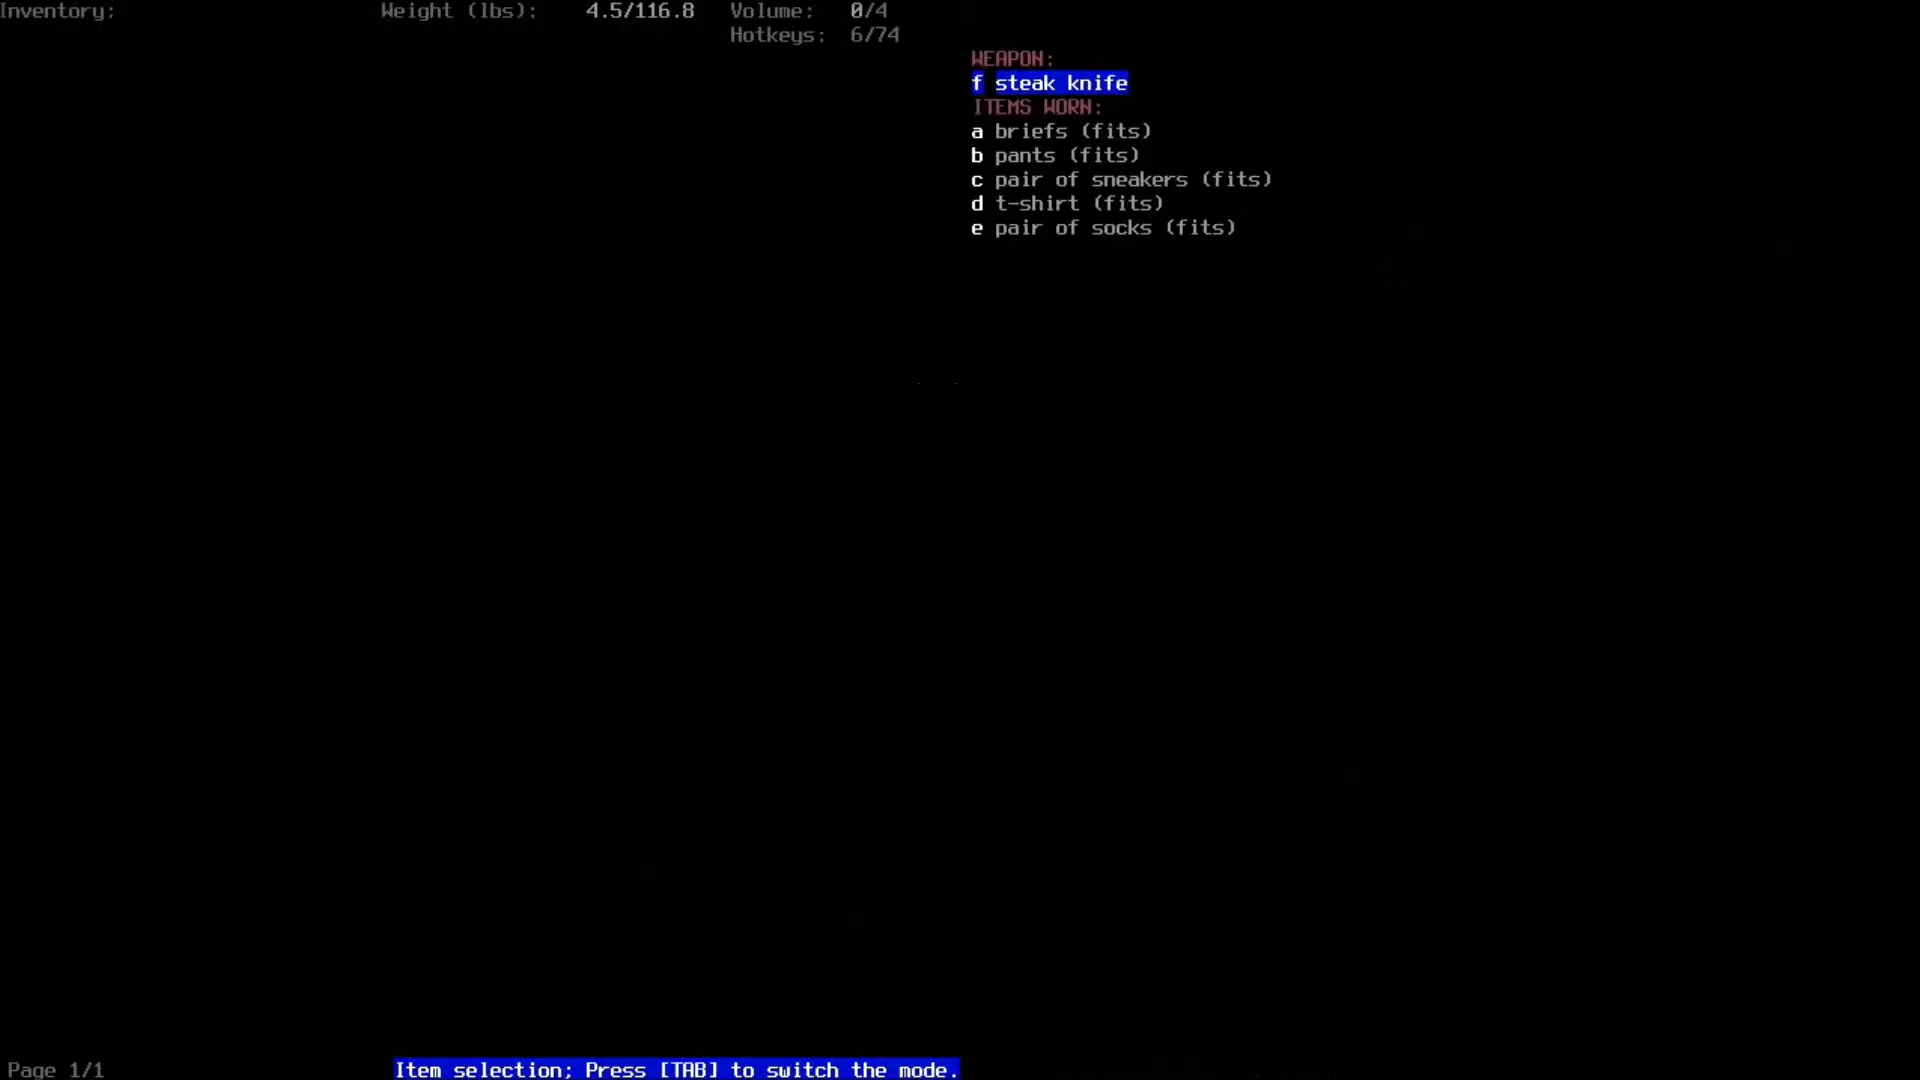 Inventory: Weight (lbs): 4.5/116.8 Volume: 0/4
Hotkeys: 6/74
WEAPON:
f steak knife
ITEMS WORN:
a briefs (fits)
b pants (fits)
c pair of sneakers (fits)
d t-shirt (fits)
e pair of socks (fits)
Page 1/1 Item selection; Press [TAB] to switch the mode.